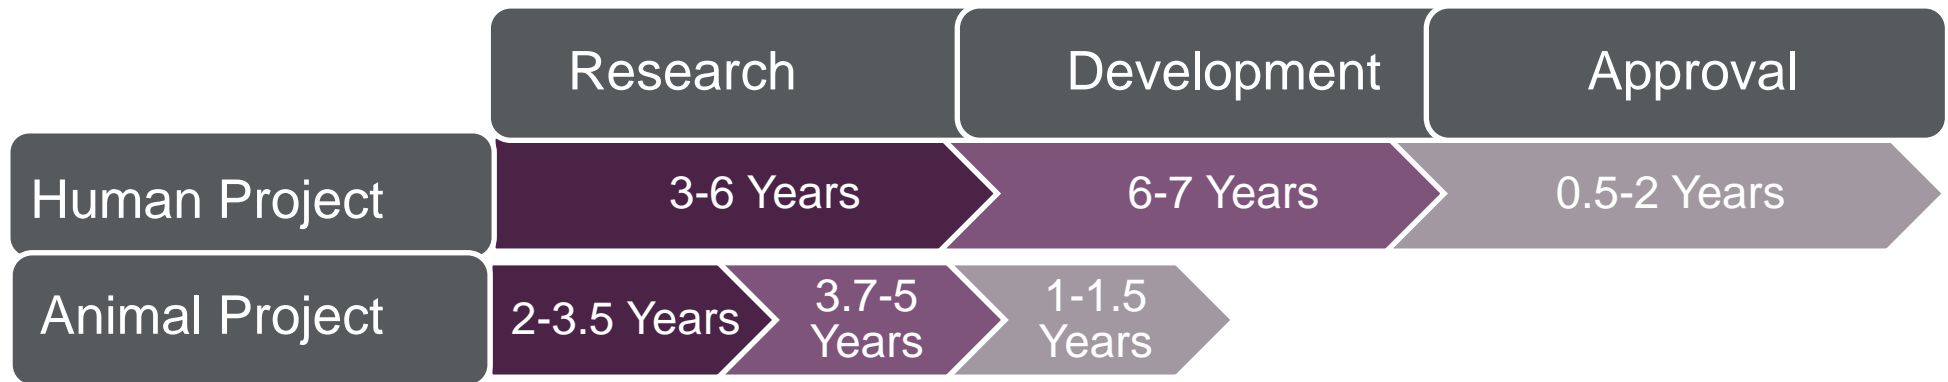 Research
Development
Approval
Human Project
3-6 Years
6-7 Years
0.5-2 Years
Animal Project
2-3.5 Years
3.7-5
Years
1-1.5
Years